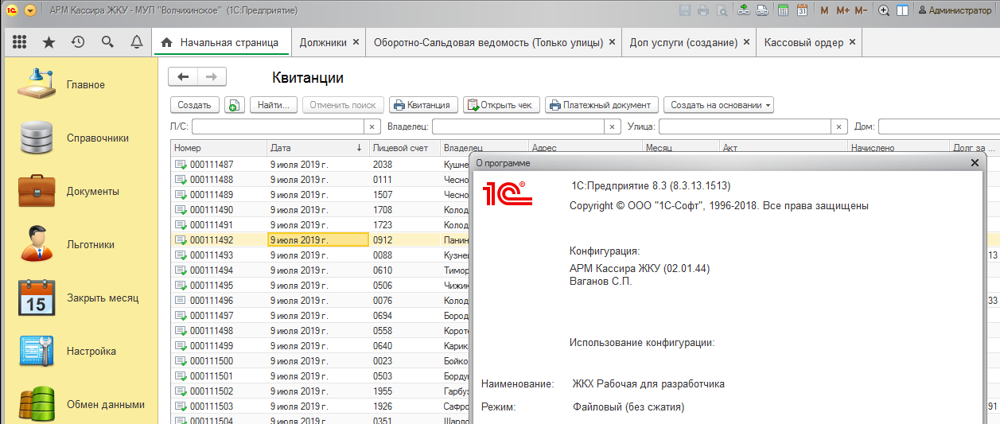 АРМ Кассира ЖКУ - МУП "Волчихинское" (1С:Предприятие)
M M+ M- Администратор
Начальная страница Должники Оборотно-Сальдовая ведомость (Только улицы) Доп услуги (создание) Кассовый ордер
Главное
Справочники
Документы
Льготники
15
Закрыть месяц
Настройка
Обмен данными
Квитанции
Создать Найти... Отменить поиск Квитанция Открыть чек Платежный документ Создать на основании
Л/С: Владелец: Улица: Дом:
Номер Дата Лицевой счет Владелец Адрес Месяц Акт Начислено Долг за ...
000111487 9 июля 2019 г. 2038 Кушне
000111488 9 июля 2019 г. 0111 Чесно
000111489 9 июля 2019 г. 1507 Чесно
000111490 9 июля 2019 г. 1708 Колод
000111491 9 июля 2019 г. 1723 Колод
000111492 9 июля 2019 г. 0912 Панин
000111493 9 июля 2019 г. 0088 Кузне 13
000111494 9 июля 2019 г. 0610 Тимор
000111495 9 июля 2019 г. 0506 Чижик
000111496 9 июля 2019 г. 0076 Колод 33
000111497 9 июля 2019 г. 0694 Бород
000111498 9 июля 2019 г. 0558 Корот
000111499 9 июля 2019 г. 0640 Карик
000111500 9 июля 2019 г. 0023 Бойко
000111501 9 июля 2019 г. 0503 Борду
000111502 9 июля 2019 г. 1955 Гарбуз
000111503 9 июля 2019 г. 1926 Сафро 91
000111504 9 июля 2019 г. 0351 Шарло
О программе
1С
1С:Предприятие 8.3 (8.3.13.1513)
Copyright © ООО "1С-Софт", 1996-2018. Все права защищены
Конфигурация:
АРМ Кассира ЖКУ (02.01.44)
Ваганов С.П.
Использование конфигурации:
Наименование: ЖКХ Рабочая для разработчика
Режим: Файловый (без сжатия)